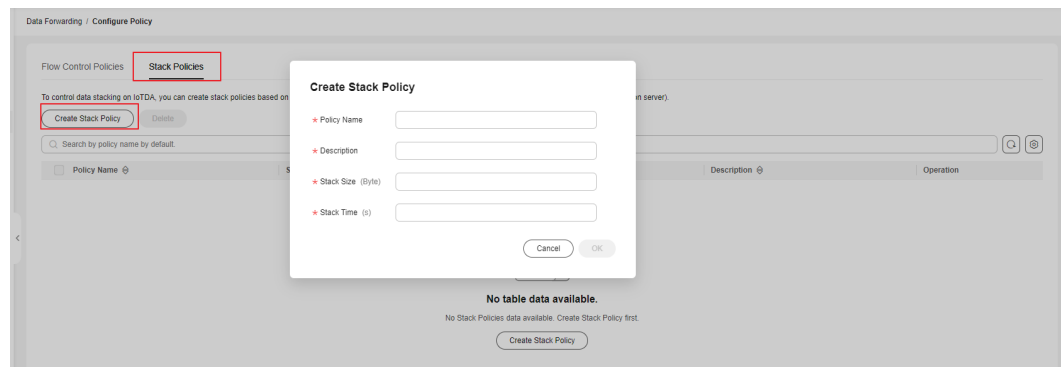 Data Forwarding / Configure Policy
Flow Control Policies Stack Policies
To control data stacking on IoTDA, you can create stack policies based on
n server).
Create Stack Policy Delete
Search by policy name by default.
Policy Name S Description Operation
Create Stack Policy
* Policy Name
* Description
* Stack Size (Byte)
* Stack Time (s)
Cancel OK
No table data available.
No Stack Policies data available. Create Stack Policy first.
Create Stack Policy